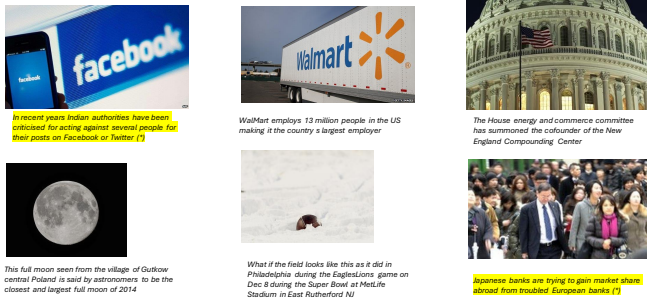 facebook
facebook
In recent years Indian authorities have been
criticised for acting against several people for
their posts on Facebook or Twitter (*)
Walmart
WalMart employs 13 million people in the US
making it the country s largest employer
The House energy and commerce committee
has summoned the cofounder of the New
England Compounding Center
This full moon seen from the village of Gutkow
central Poland is said by astronomers to be the
closest and largest full moon of 2014
What if the field looks like this as it did in
Philadelphia during the EaglesLions game on
Dec 8 during the Super Bowl at MetLife
Stadium in East Rutherford NJ
Japanese banks are trying to gain market share
abroad from troubled European banks (*)